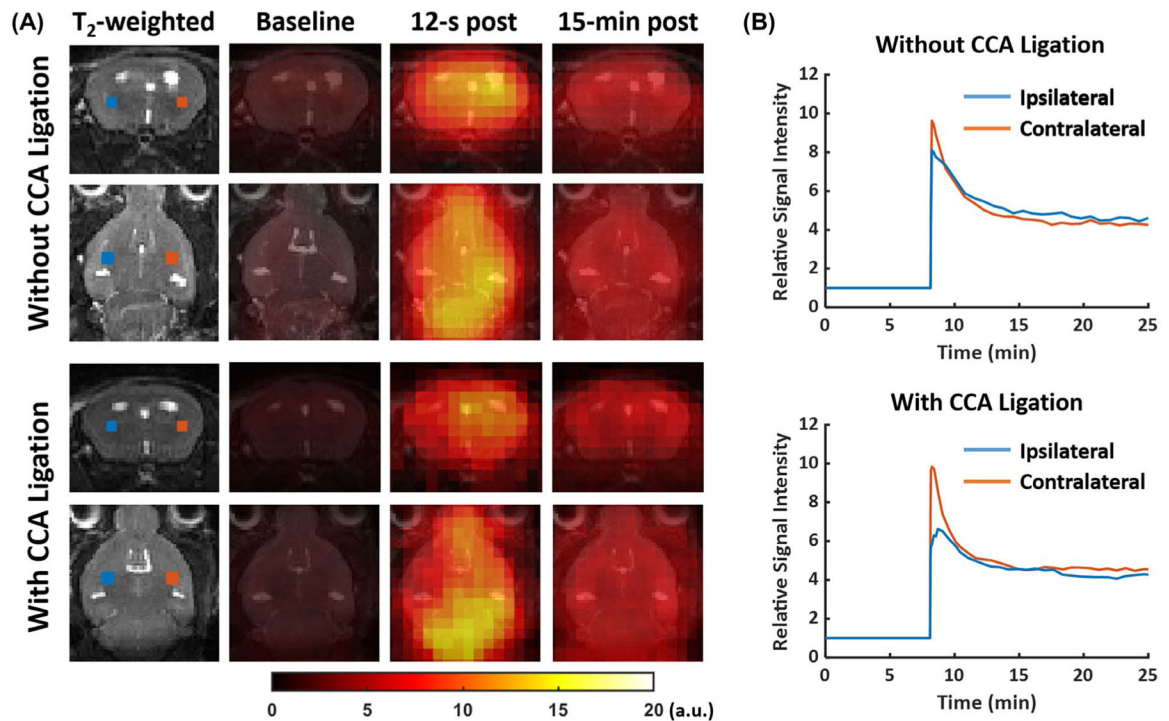 (A)
T2-weighted Baseline 12-s post 15-min post
Without CCA Ligation
With CCA Ligation
0 5 10 15 20 (a.u.)
(B)
Without CCA Ligation
Relative Signal Intensity
12
10
8
6
4
2
0
Ipsilateral
Contralateral
0 5 10 15 20 25
Time (min)
With CCA Ligation
Relative Signal Intensity
12
10
8
6
4
2
0
Ipsilateral
Contralateral
0 5 10 15 20 25
Time (min)